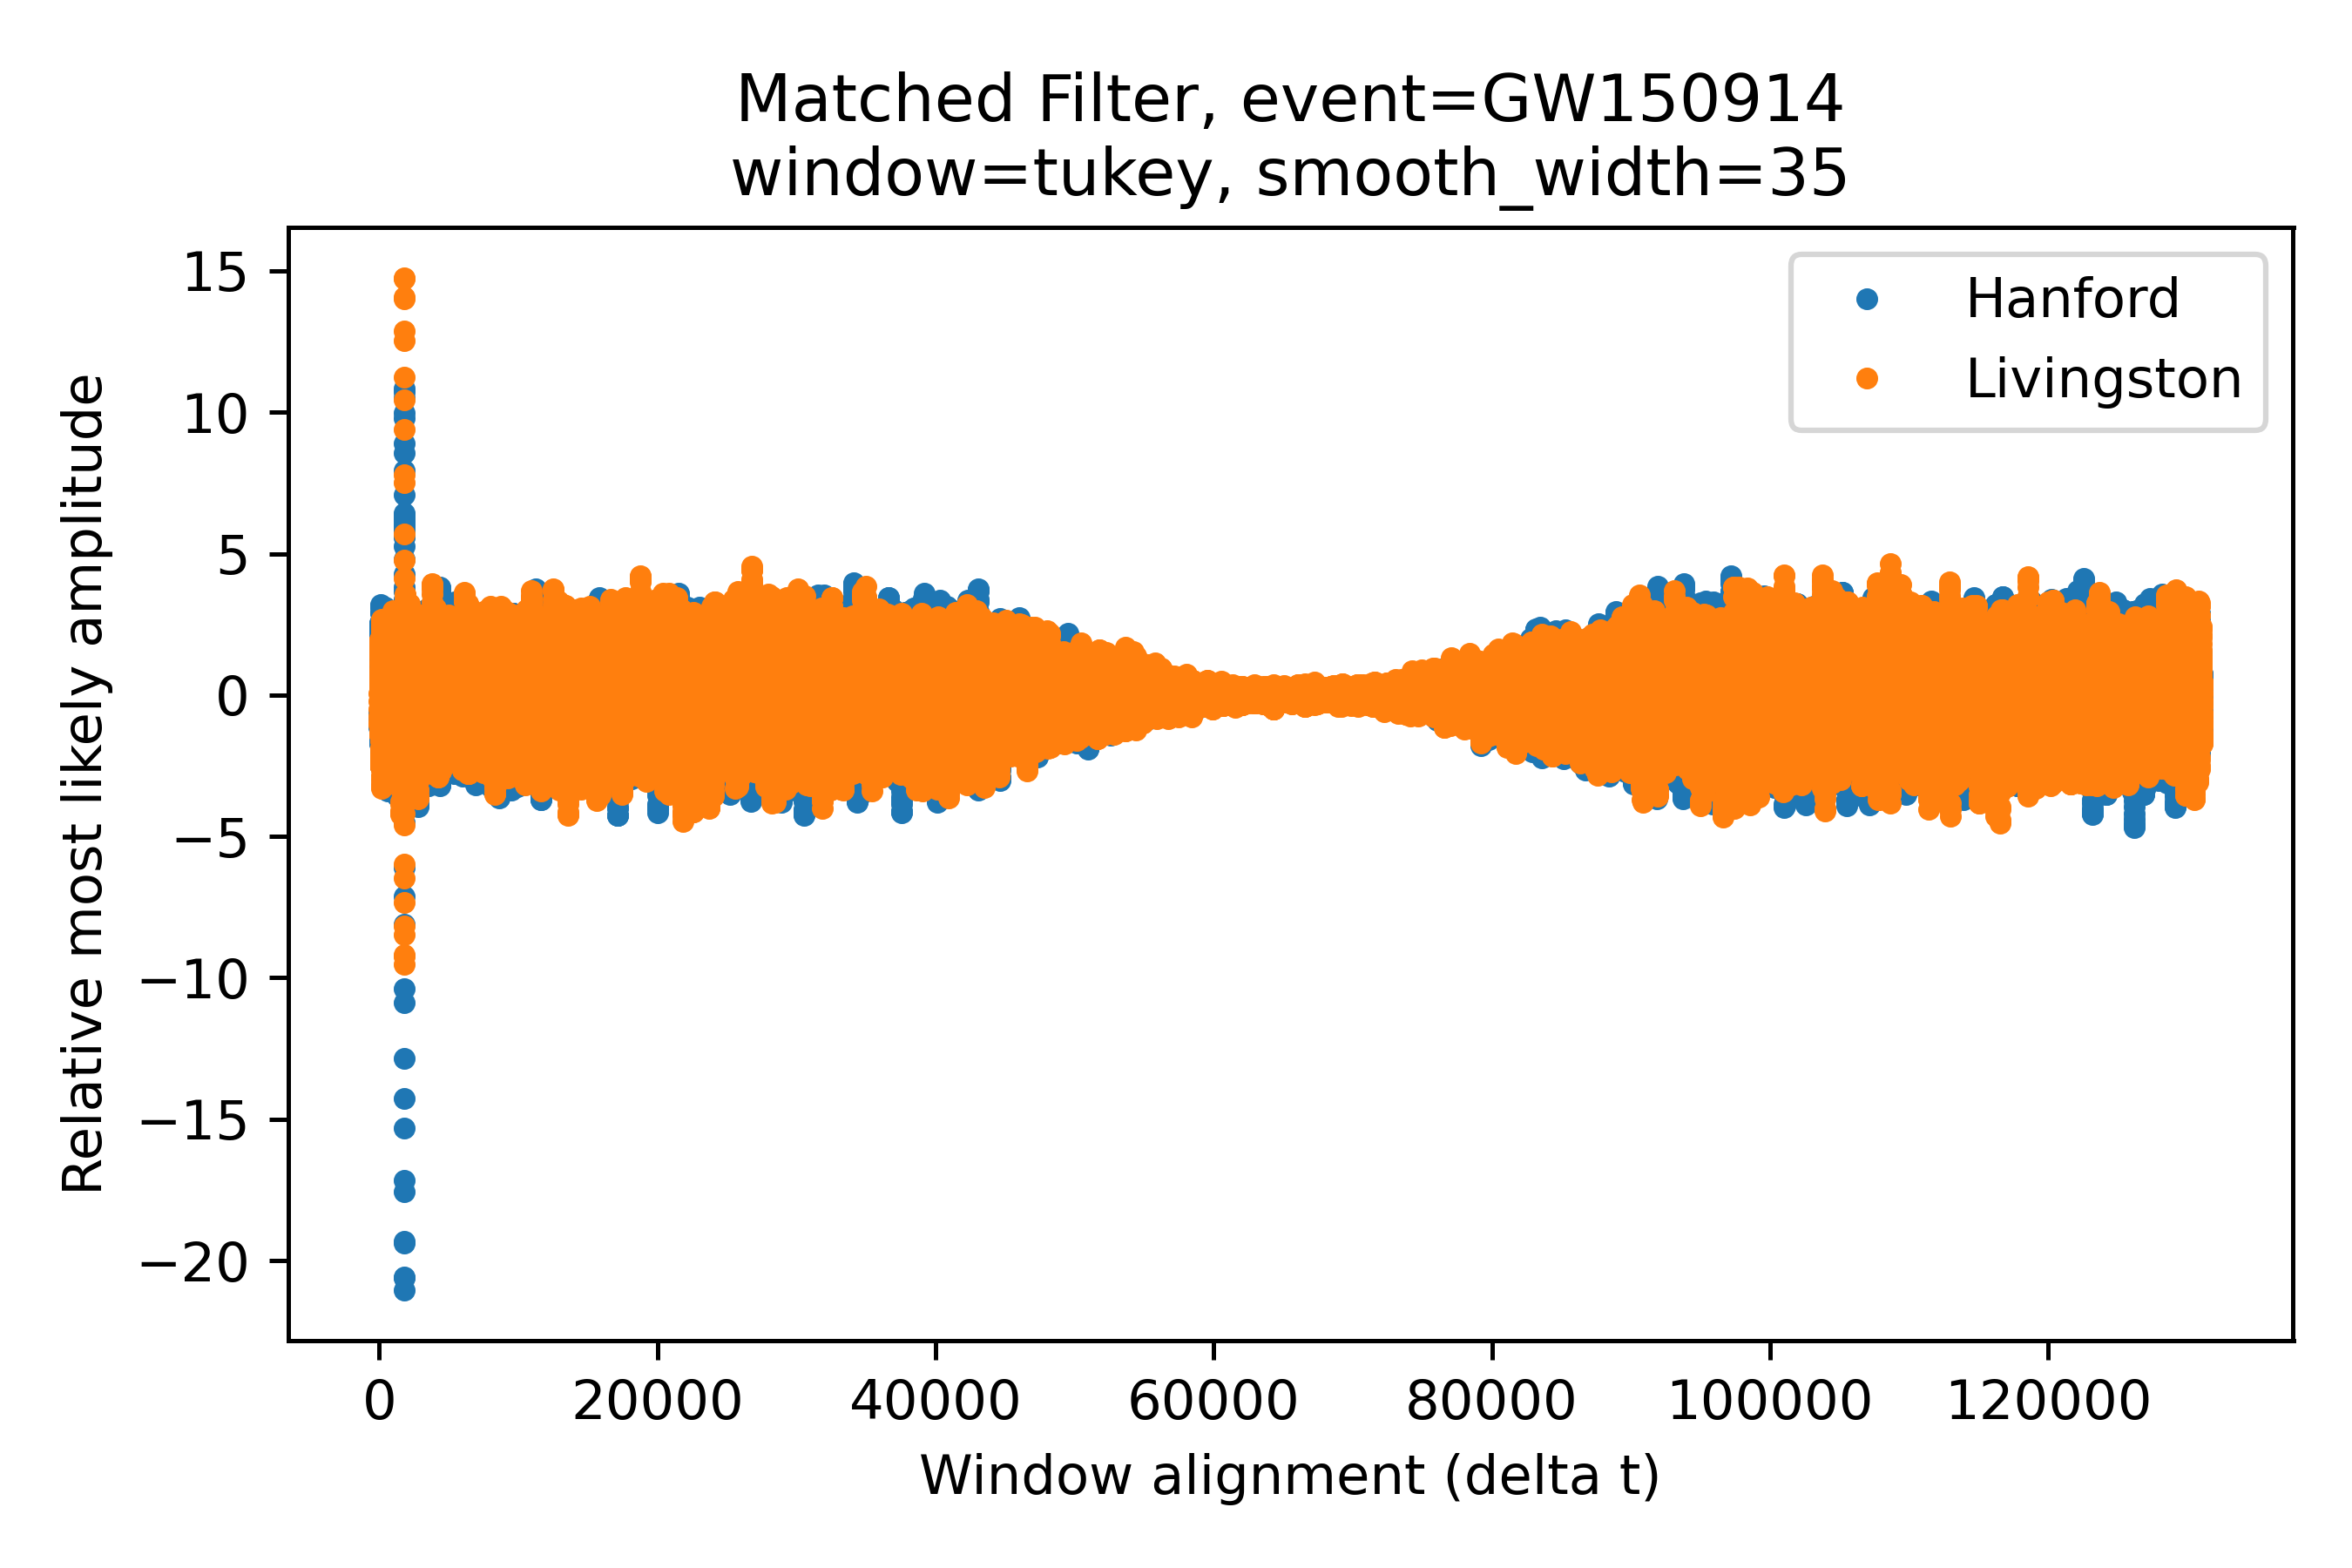 Matched Filter, event=GW150914
window=tukey, smooth_width=35
Relative most likely amplitude
15
10
5
0
−5
−10
−15
−20
Hanford
Livingston
0 20000 40000 60000 80000 100000 120000
Window alignment (delta t)